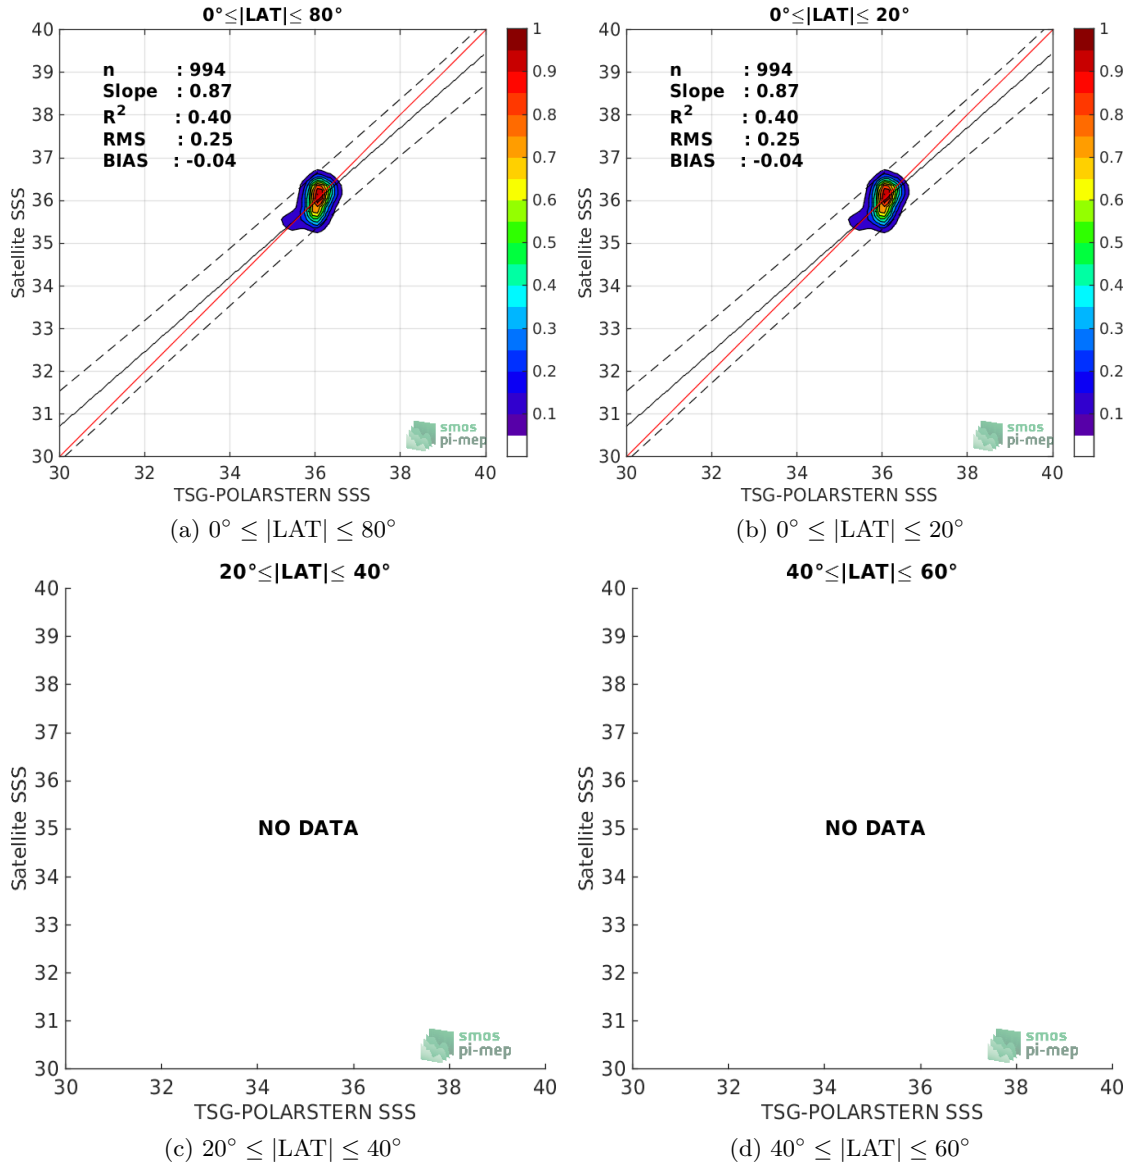 0°≤|LAT|≤ 80°
40
39
38
37
36
35
34
33
32
31
30
Satellite SSS
n : 994
Slope : 0.87
R² : 0.40
RMS : 0.25
BIAS : -0.04
smos
pi-mep
30 32 34 36 38 40
TSG-POLARSTERN SSS
1
0.9
0.8
0.7
0.6
0.5
0.4
0.3
0.2
0.1
(a) 0° ≤ |LAT| ≤ 80°
0°≤|LAT|≤ 20°
40
39
38
37
36
35
34
33
32
31
30
Satellite SSS
n : 994
Slope : 0.87
R² : 0.40
RMS : 0.25
BIAS : -0.04
smos
pi-mep
30 32 34 36 38 40
TSG-POLARSTERN SSS
1
0.9
0.8
0.7
0.6
0.5
0.4
0.3
0.2
0.1
(b) 0° ≤ |LAT| ≤ 20°
20°≤|LAT|≤ 40°
40
39
38
37
36
35
34
33
32
31
30
Satellite SSS
NO DATA
smos
pi-mep
30 32 34 36 38 40
TSG-POLARSTERN SSS
(c) 20° ≤ |LAT| ≤ 40°
40°≤|LAT|≤ 60°
40
39
38
37
36
35
34
33
32
31
30
Satellite SSS
NO DATA
smos
pi-mep
30 32 34 36 38 40
TSG-POLARSTERN SSS
(d) 40° ≤ |LAT| ≤ 60°